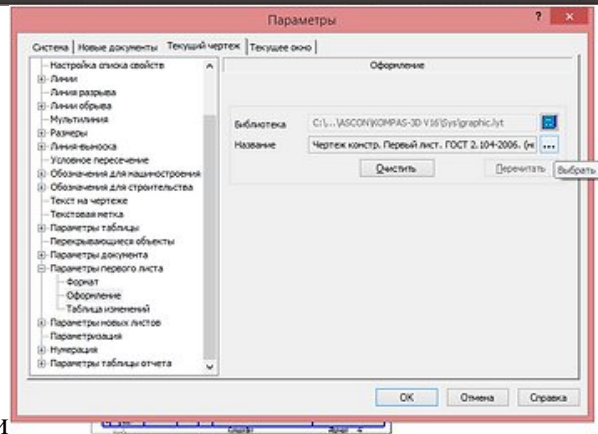 Параметры
?
×
Система
Новые документы
Текущий чертеж
Текущее окно
Настройка списка свойств
Линии
Линия разрыва
Линии обрыва
Мультилиния
Размеры
Линия-выноска
Условное пересечение
Обозначения для машиностроения
Обозначения для строительства
Текст на чертеже
Текстовая метка
Параметры таблицы
Перекрывающиеся объекты
Параметры документа
Параметры первого листа
Формат
Оформление
Таблица изменений
Параметры новых листов
Параметризация
Нумерация
Параметры таблицы отчета
Оформление
Библиотека
C:\...\ASCON\KOMPAS-3D V16\Sys\graphic.lyt
Название
Чертеж констр. Первый лист. ГОСТ 2.104-2006. (н
...
Очистить
Перечитать
Выбрать
OK
Отмена
Справка
и